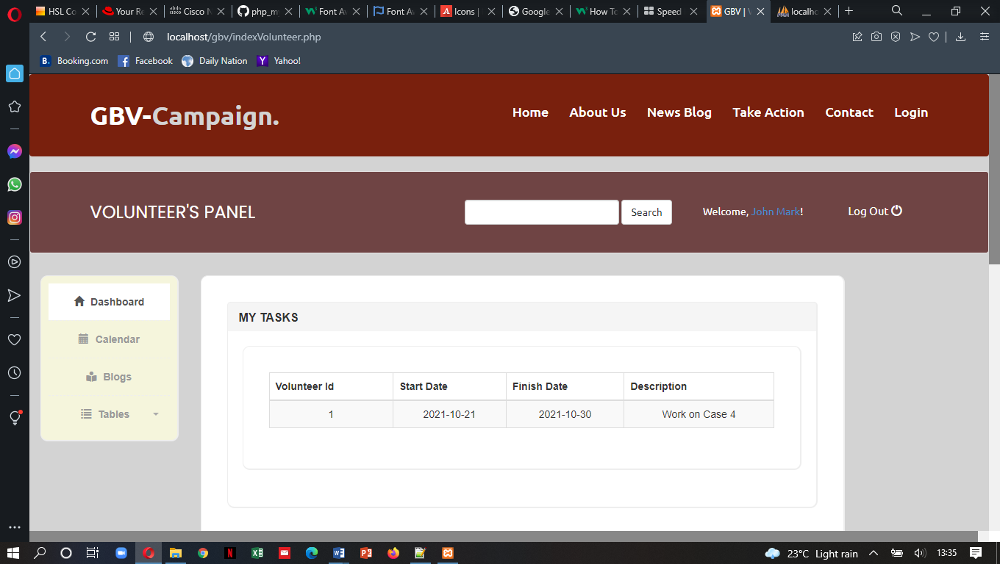 HSL Co
Your Re
Cisco N
php_my
Font Av
Font Av
Icons |
Google
How To
Speed
GBV | V
localho
localhost/gbv/indexVolunteer.php
B. Booking.com
Facebook
Daily Nation
Y Yahoo!
GBV-Campaign.
Home About Us News Blog Take Action Contact Login
VOLUNTEER'S PANEL
Search
Welcome, John Mark!
Log Out
Dashboard
Calendar
Blogs
Tables
MY TASKS
Volunteer Id Start Date Finish Date Description
1 2021-10-21 2021-10-30 Work on Case 4
23°C Light rain
13:35